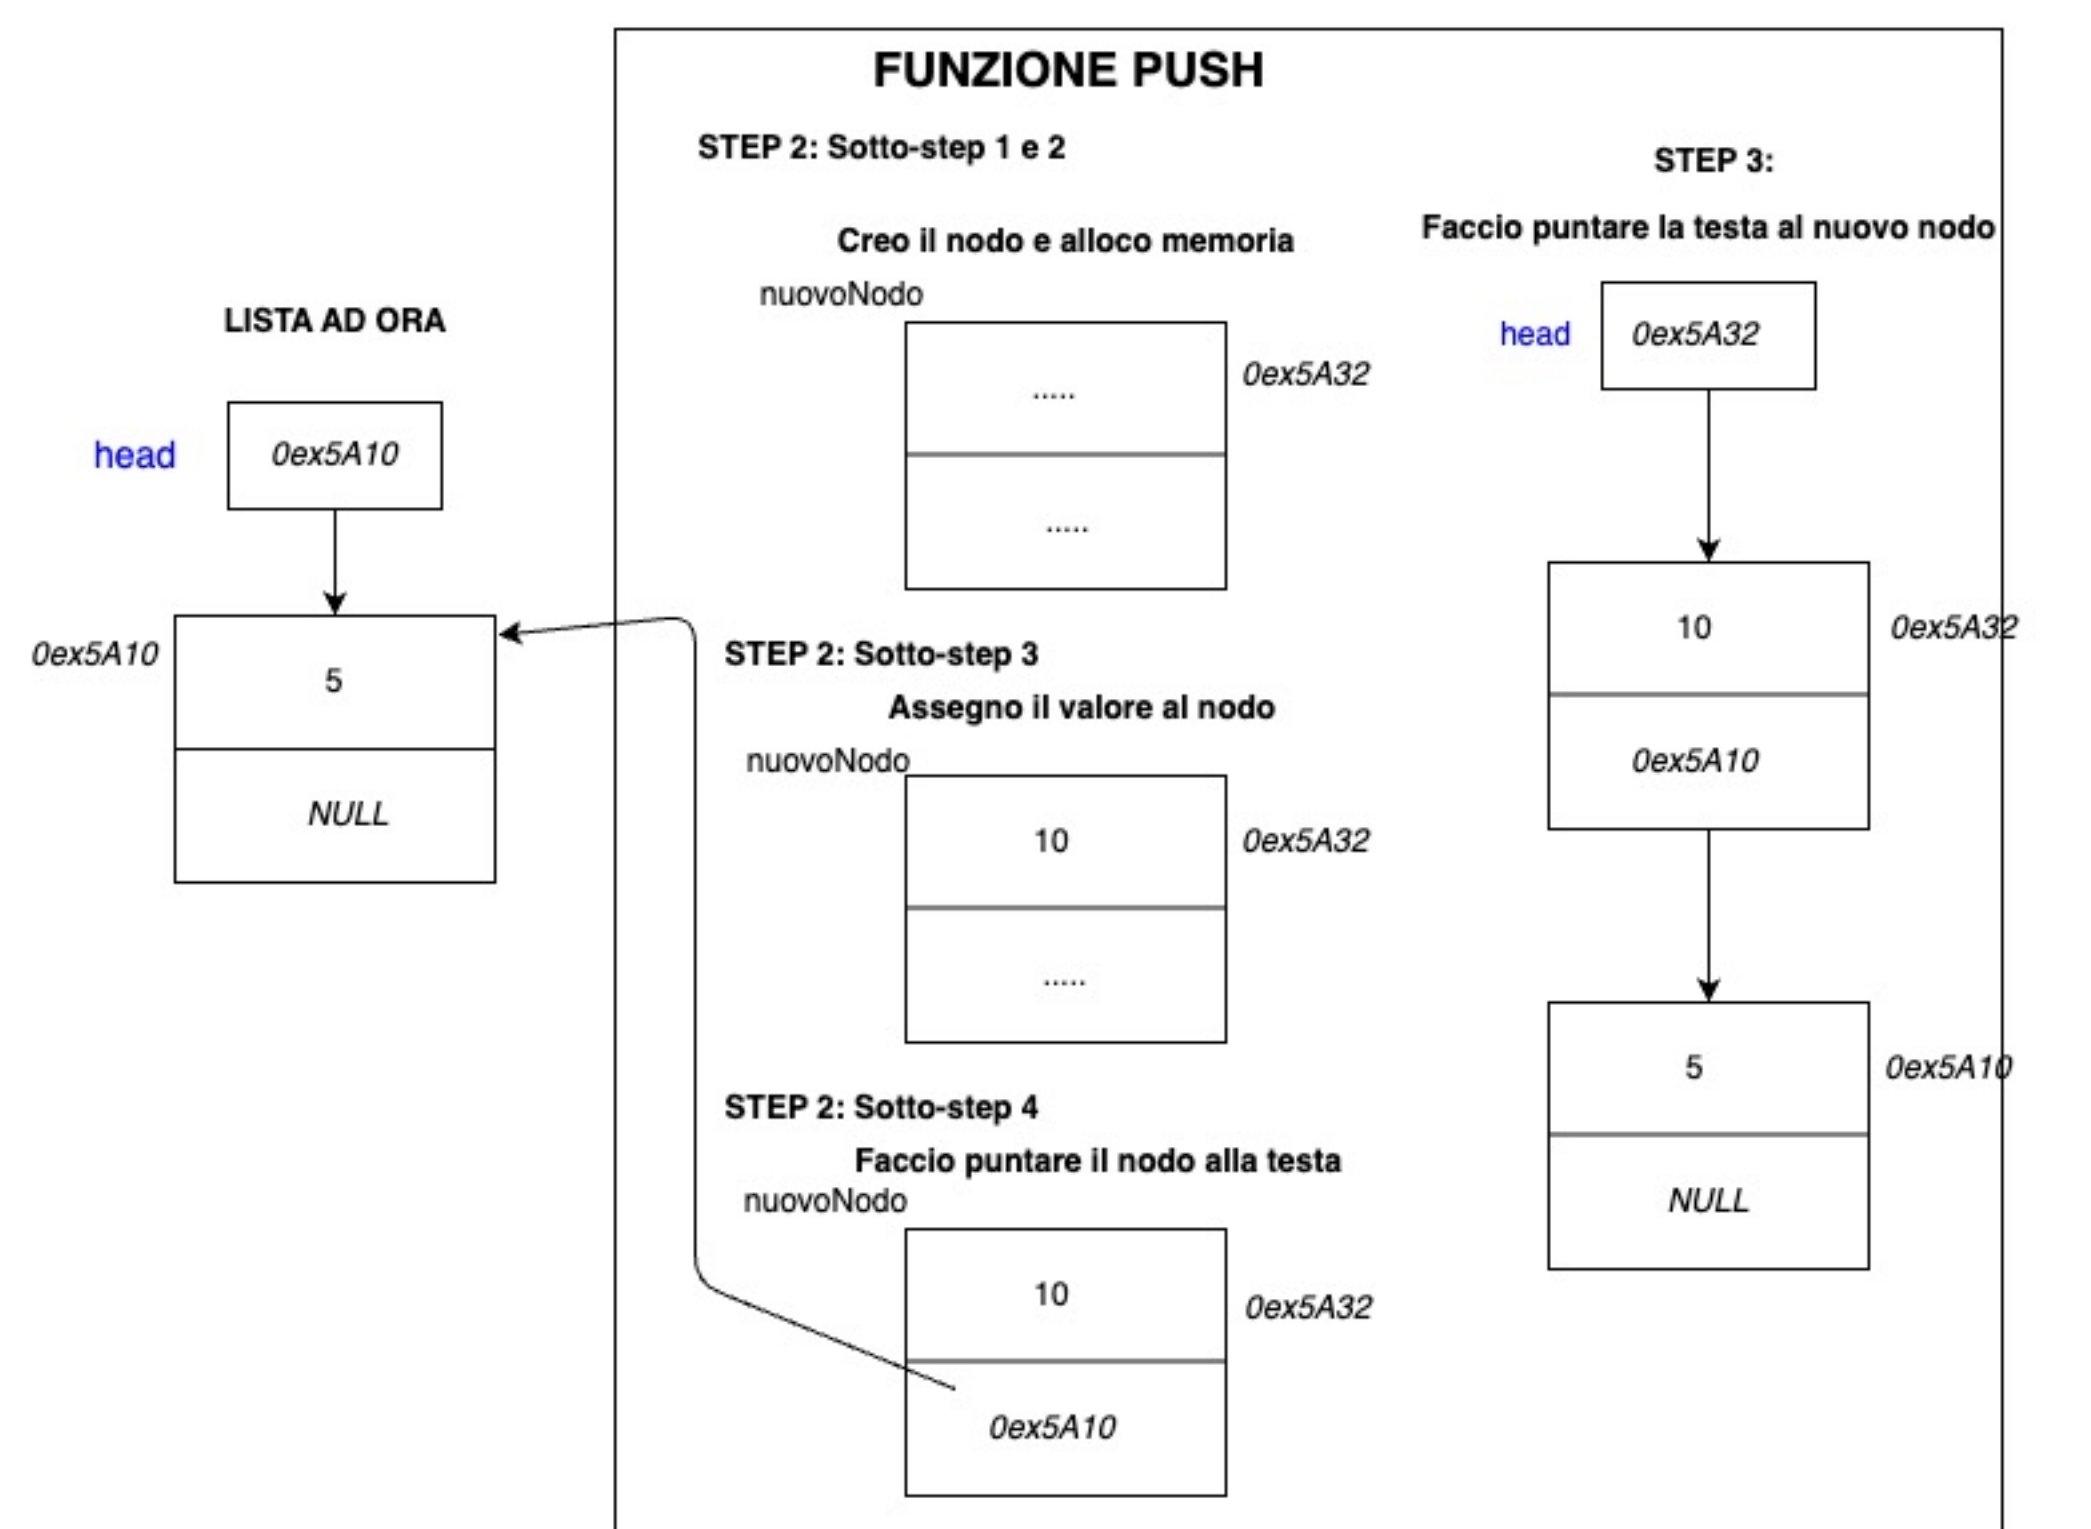 FUNZIONE PUSH
LISTA AD ORA
head
0ex5A10
0ex5A10
5
NULL
STEP 2: Sotto-step 1 e 2
Creo il nodo e alloco memoria
nuovoNodo
.....
0ex5A32
.....
STEP 2: Sotto-step 3
Assegno il valore al nodo
nuovoNodo
10
0ex5A32
.....
STEP 2: Sotto-step 4
Faccio puntare il nodo alla testa
nuovoNodo
10
0ex5A32
0ex5A10
STEP 3:
Faccio puntare la testa al nuovo nodo
head
0ex5A32
10
0ex5A32
0ex5A10
5
0ex5A10
NULL